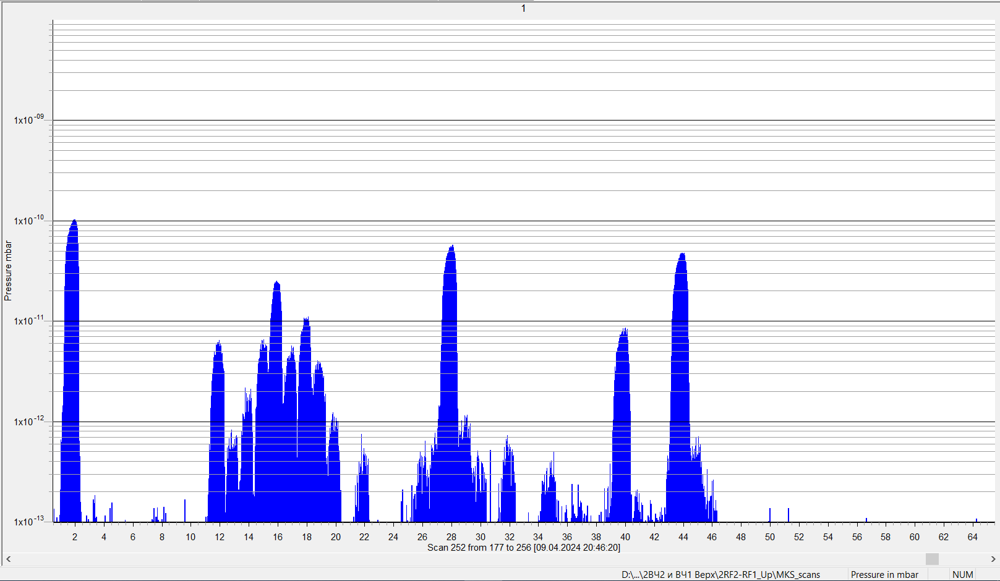 1
1x10-09
1x10-10
1x10-11
1x10-12
1x10-13
Pressure mbar
2 4 6 8 10 12 14 16 18 20 22 24 26 28 30 32 34 36 38 40 42 44 46 48 50 52 54 56 58 60 62 64
Scan 252 from 177 to 256 [09.04.2024 20:46:20]
D:\...\2ВЧ2 и ВЧ1 Верх\2RF2-RF1_Up\MKS_scans Pressure in mbar NUM